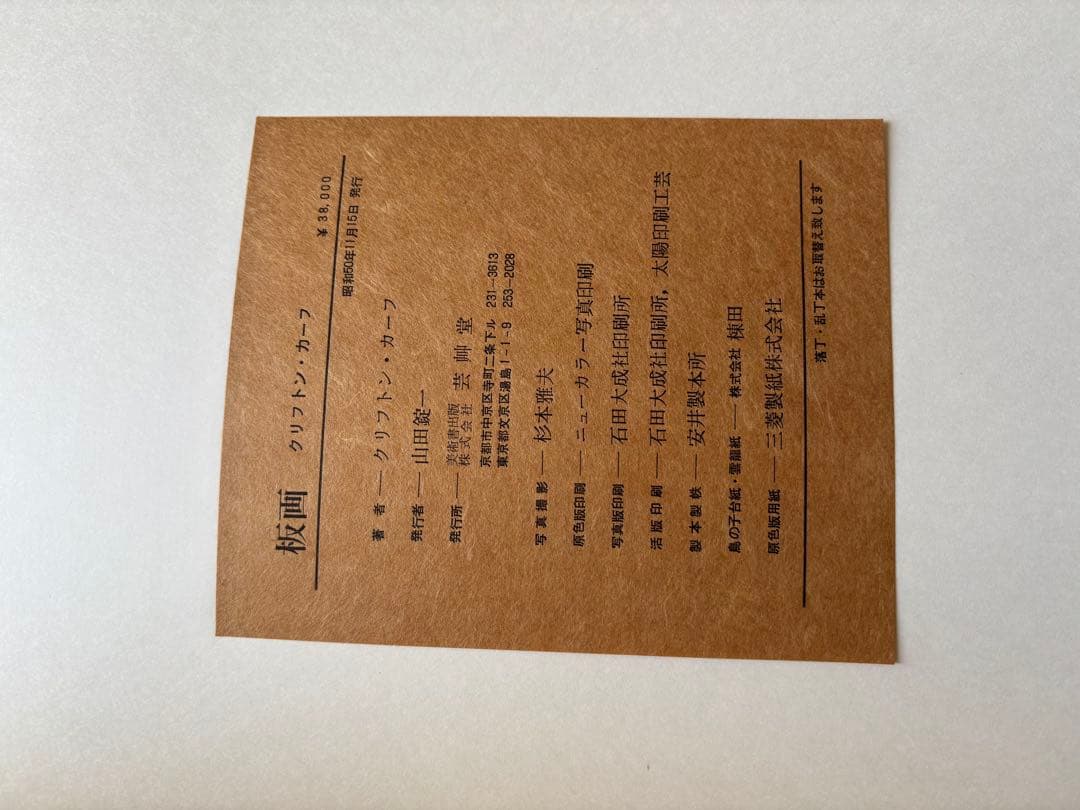 板画 クリフトン・カーフ ¥38,000
昭和50年11月15日 発行
著者——クリフトン・カーフ
発行者——山田錠一
発行所——美術書出版 株式会社 芸艸堂
京都市中京区寺町二条下ル 231—3613
東京都文京区湯島1-1-9 253—2028
写真撮影——杉本雅夫
原色版印刷——ニューカラー写真印刷
写真版印刷——石田大成社印刷所
活版印刷——石田大成社印刷所，太陽印刷工芸
製本製帙——安井製本所
鳥の子台紙・雲龍紙——株式会社 棟田
原色版用紙——三菱製紙株式会社
落丁・乱丁本はお取替え致します